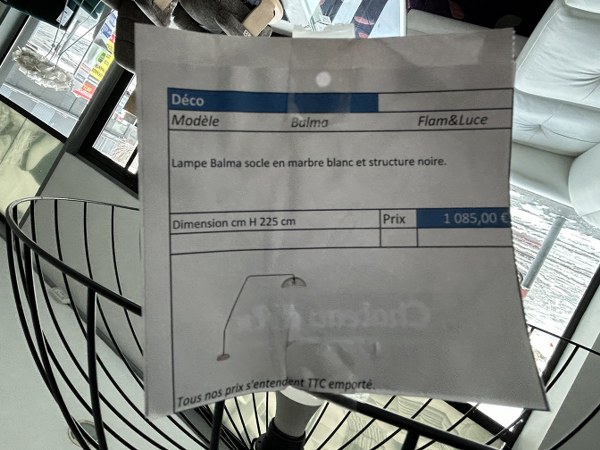 Déco
Modèle Balma Flam&Luce
Lampe Balma socle en marbre blanc et structure noire.
Dimension cm H 225 cm Prix 1 085,00 €
Tous nos prix s'entendent TTC emporté.